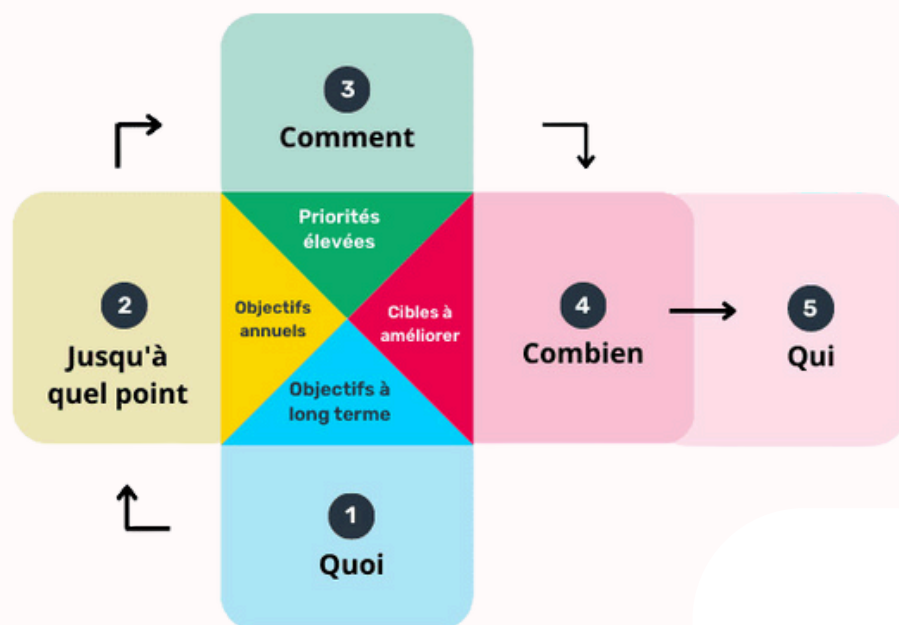 3
Comment
Priorités
élevées
2
Jusqu'à
quel point
Objectifs
annuels
Cibles à
améliorer
4
Combien
5
Qui
Objectifs à
long terme
1
Quoi